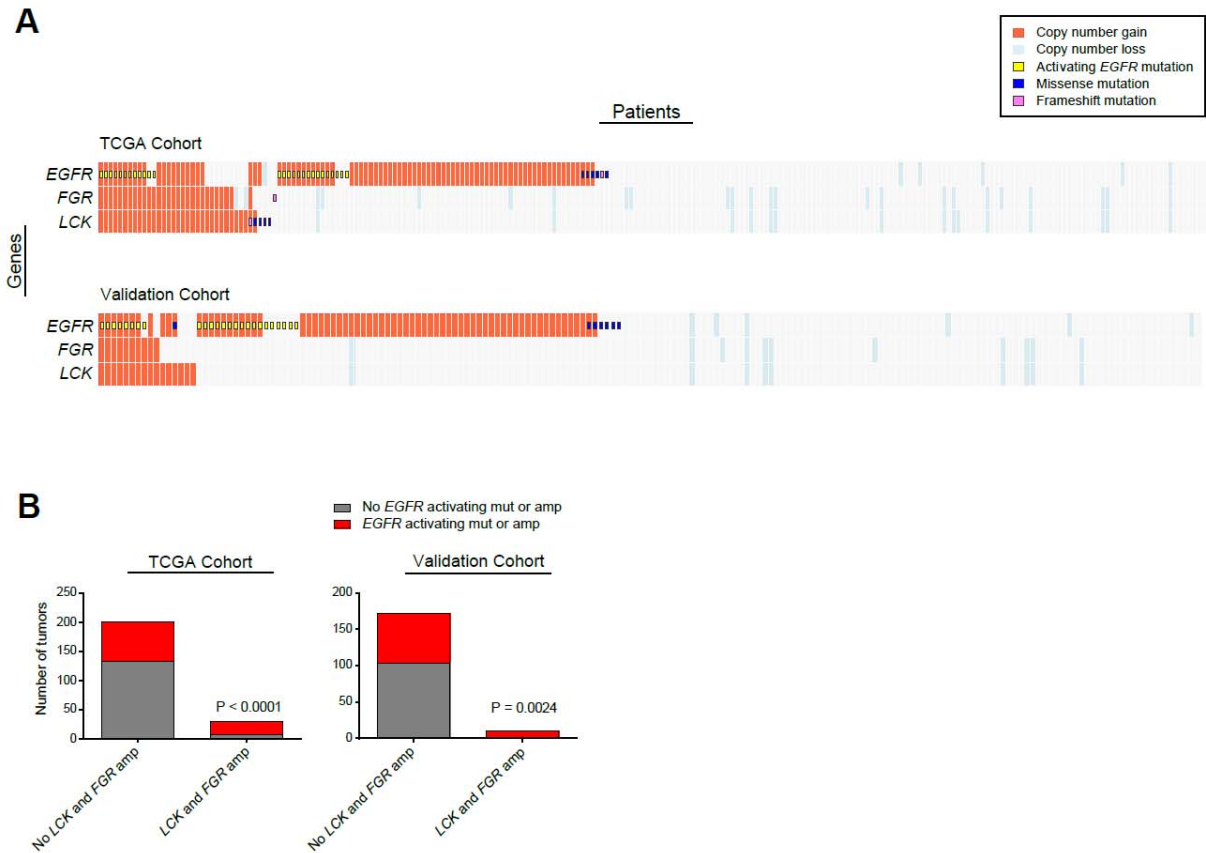 A
Copy number gain
Copy number loss
Activating EGFR mutation
Missense mutation
Frameshift mutation
Patients
TCGA Cohort
EGFR
FGR
LCK
Genes
Validation Cohort
EGFR
FGR
LCK
B
No EGFR activating mut or amp
EGFR activating mut or amp
TCGA Cohort
Number of tumors
250
200
150
100
50
0
P < 0.0001
No LCK and FGR amp
LCK and FGR amp
Validation Cohort
200
150
100
50
0
P = 0.0024
No LCK and FGR amp
LCK and FGR amp